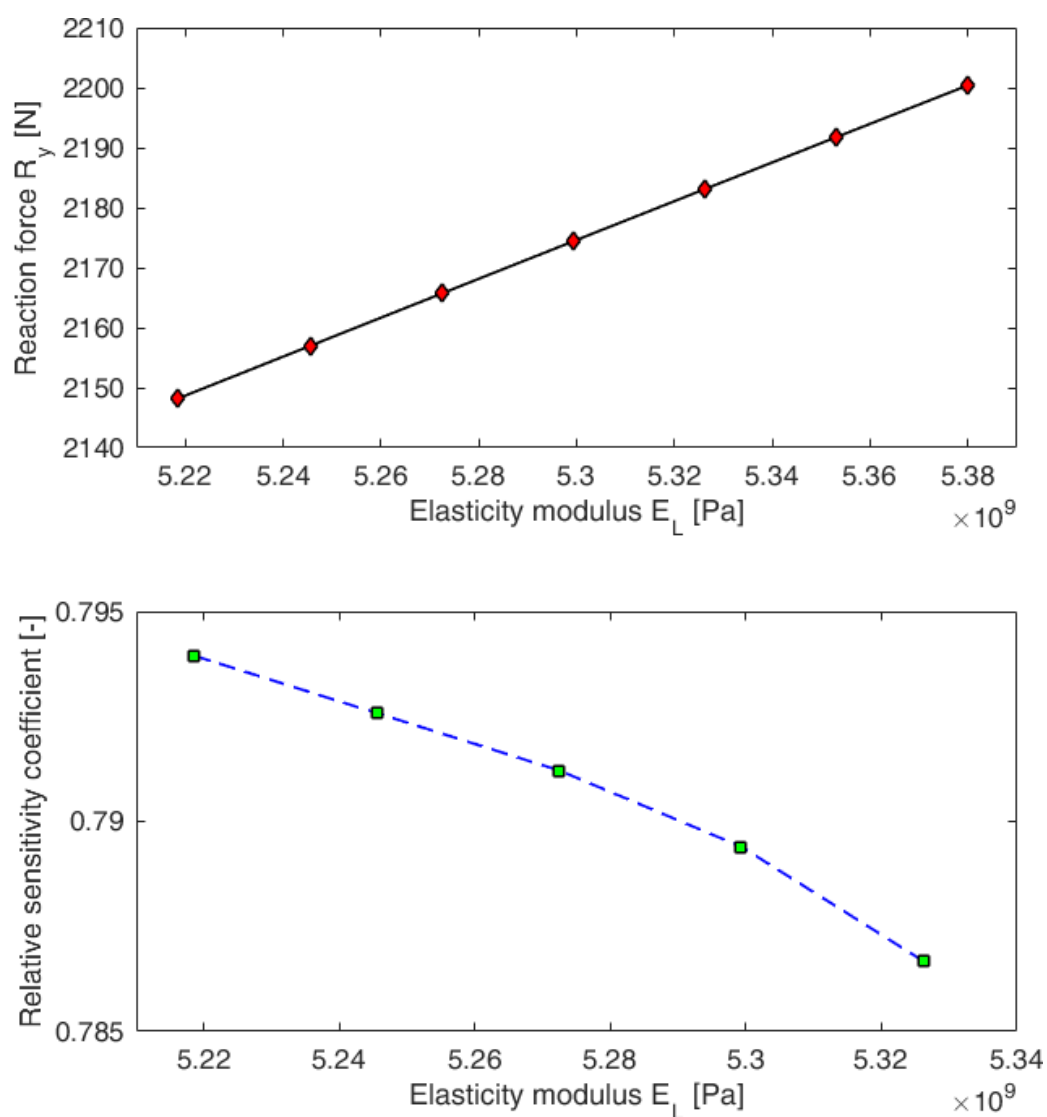 2210
2200
2190
2180
2170
2160
2150
2140
Reaction force R_y [N]
5.22 5.24 5.26 5.28 5.3 5.32 5.34 5.36 5.38
Elasticity modulus E_L [Pa]
×10^9
0.795
0.79
0.785
Relative sensitivity coefficient [-]
5.22 5.24 5.26 5.28 5.3 5.32 5.34
Elasticity modulus E_L [Pa]
×10^9